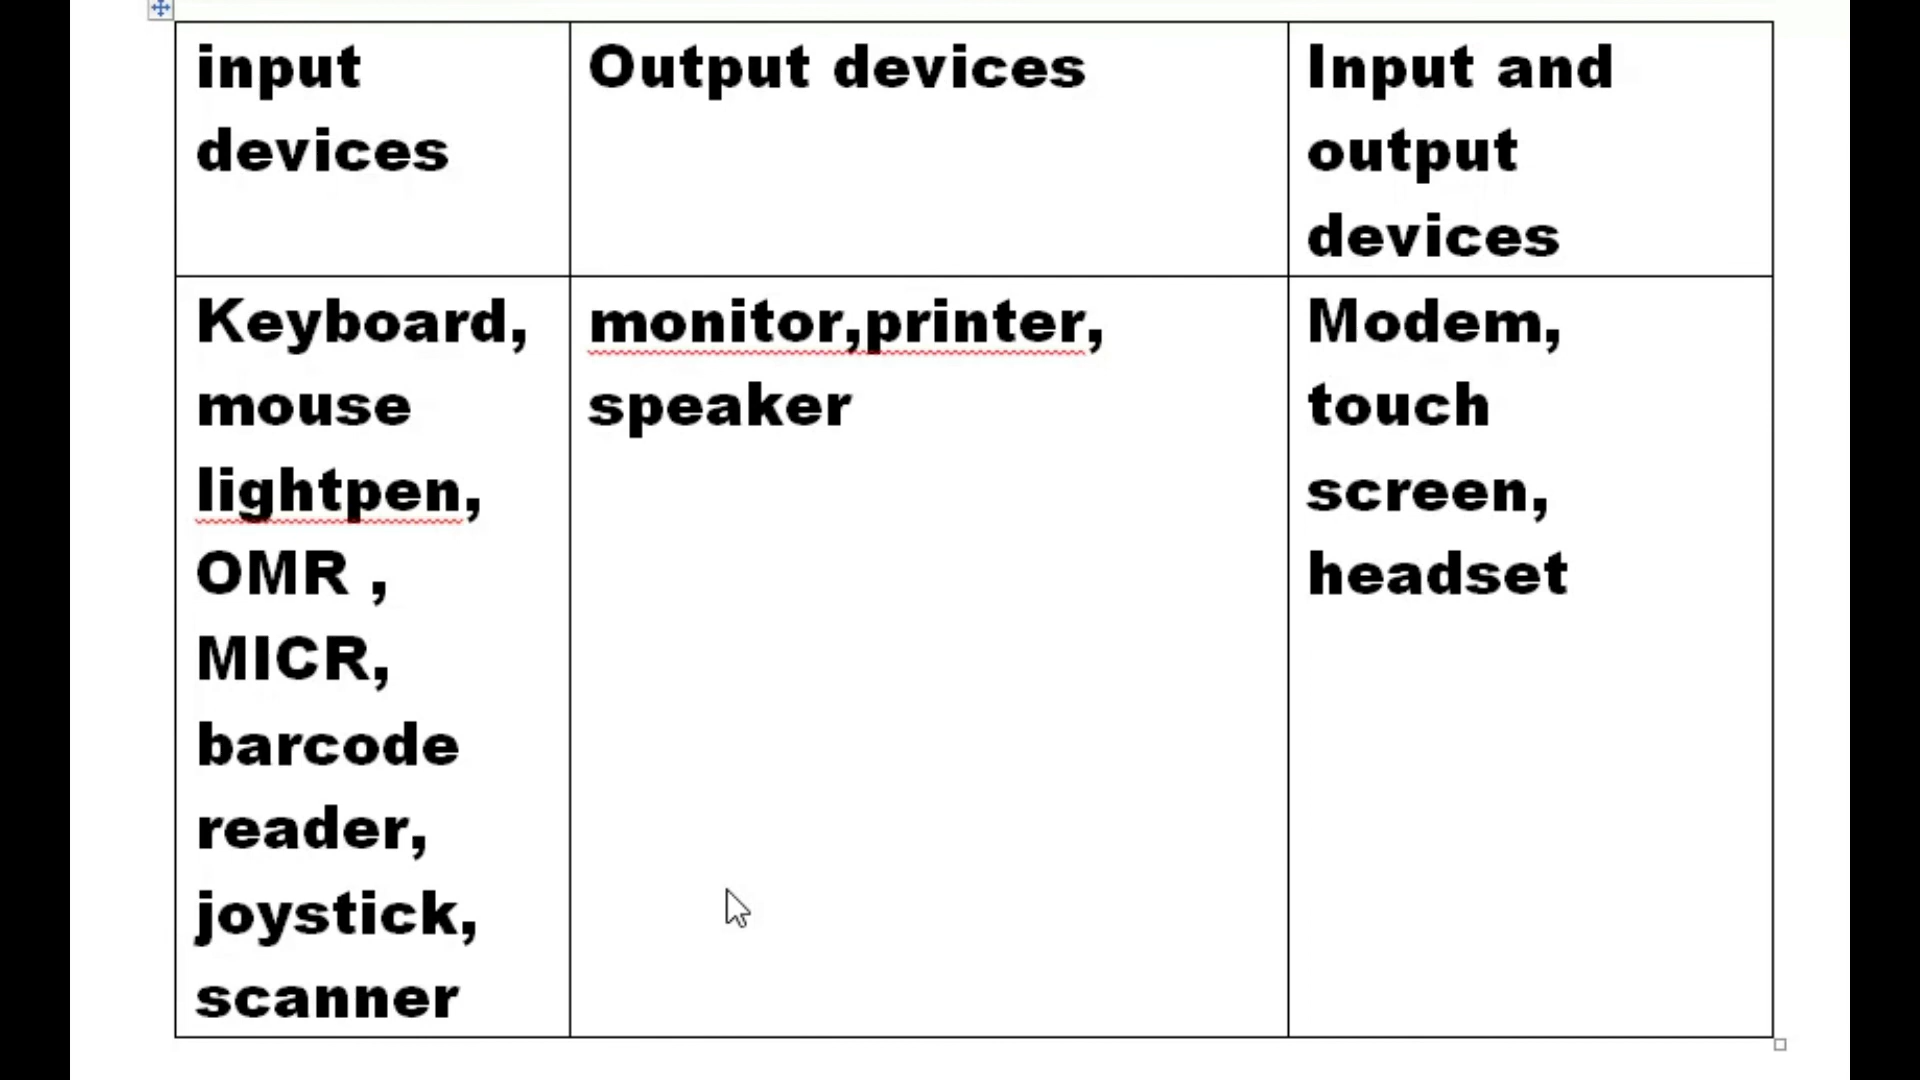 input
devices
Output devices
Input and
output
devices
Keyboard,
mouse
lightpen,
OMR ,
MICR,
barcode
reader,
joystick,
scanner
monitor,printer,
speaker
Modem,
touch
screen,
headset